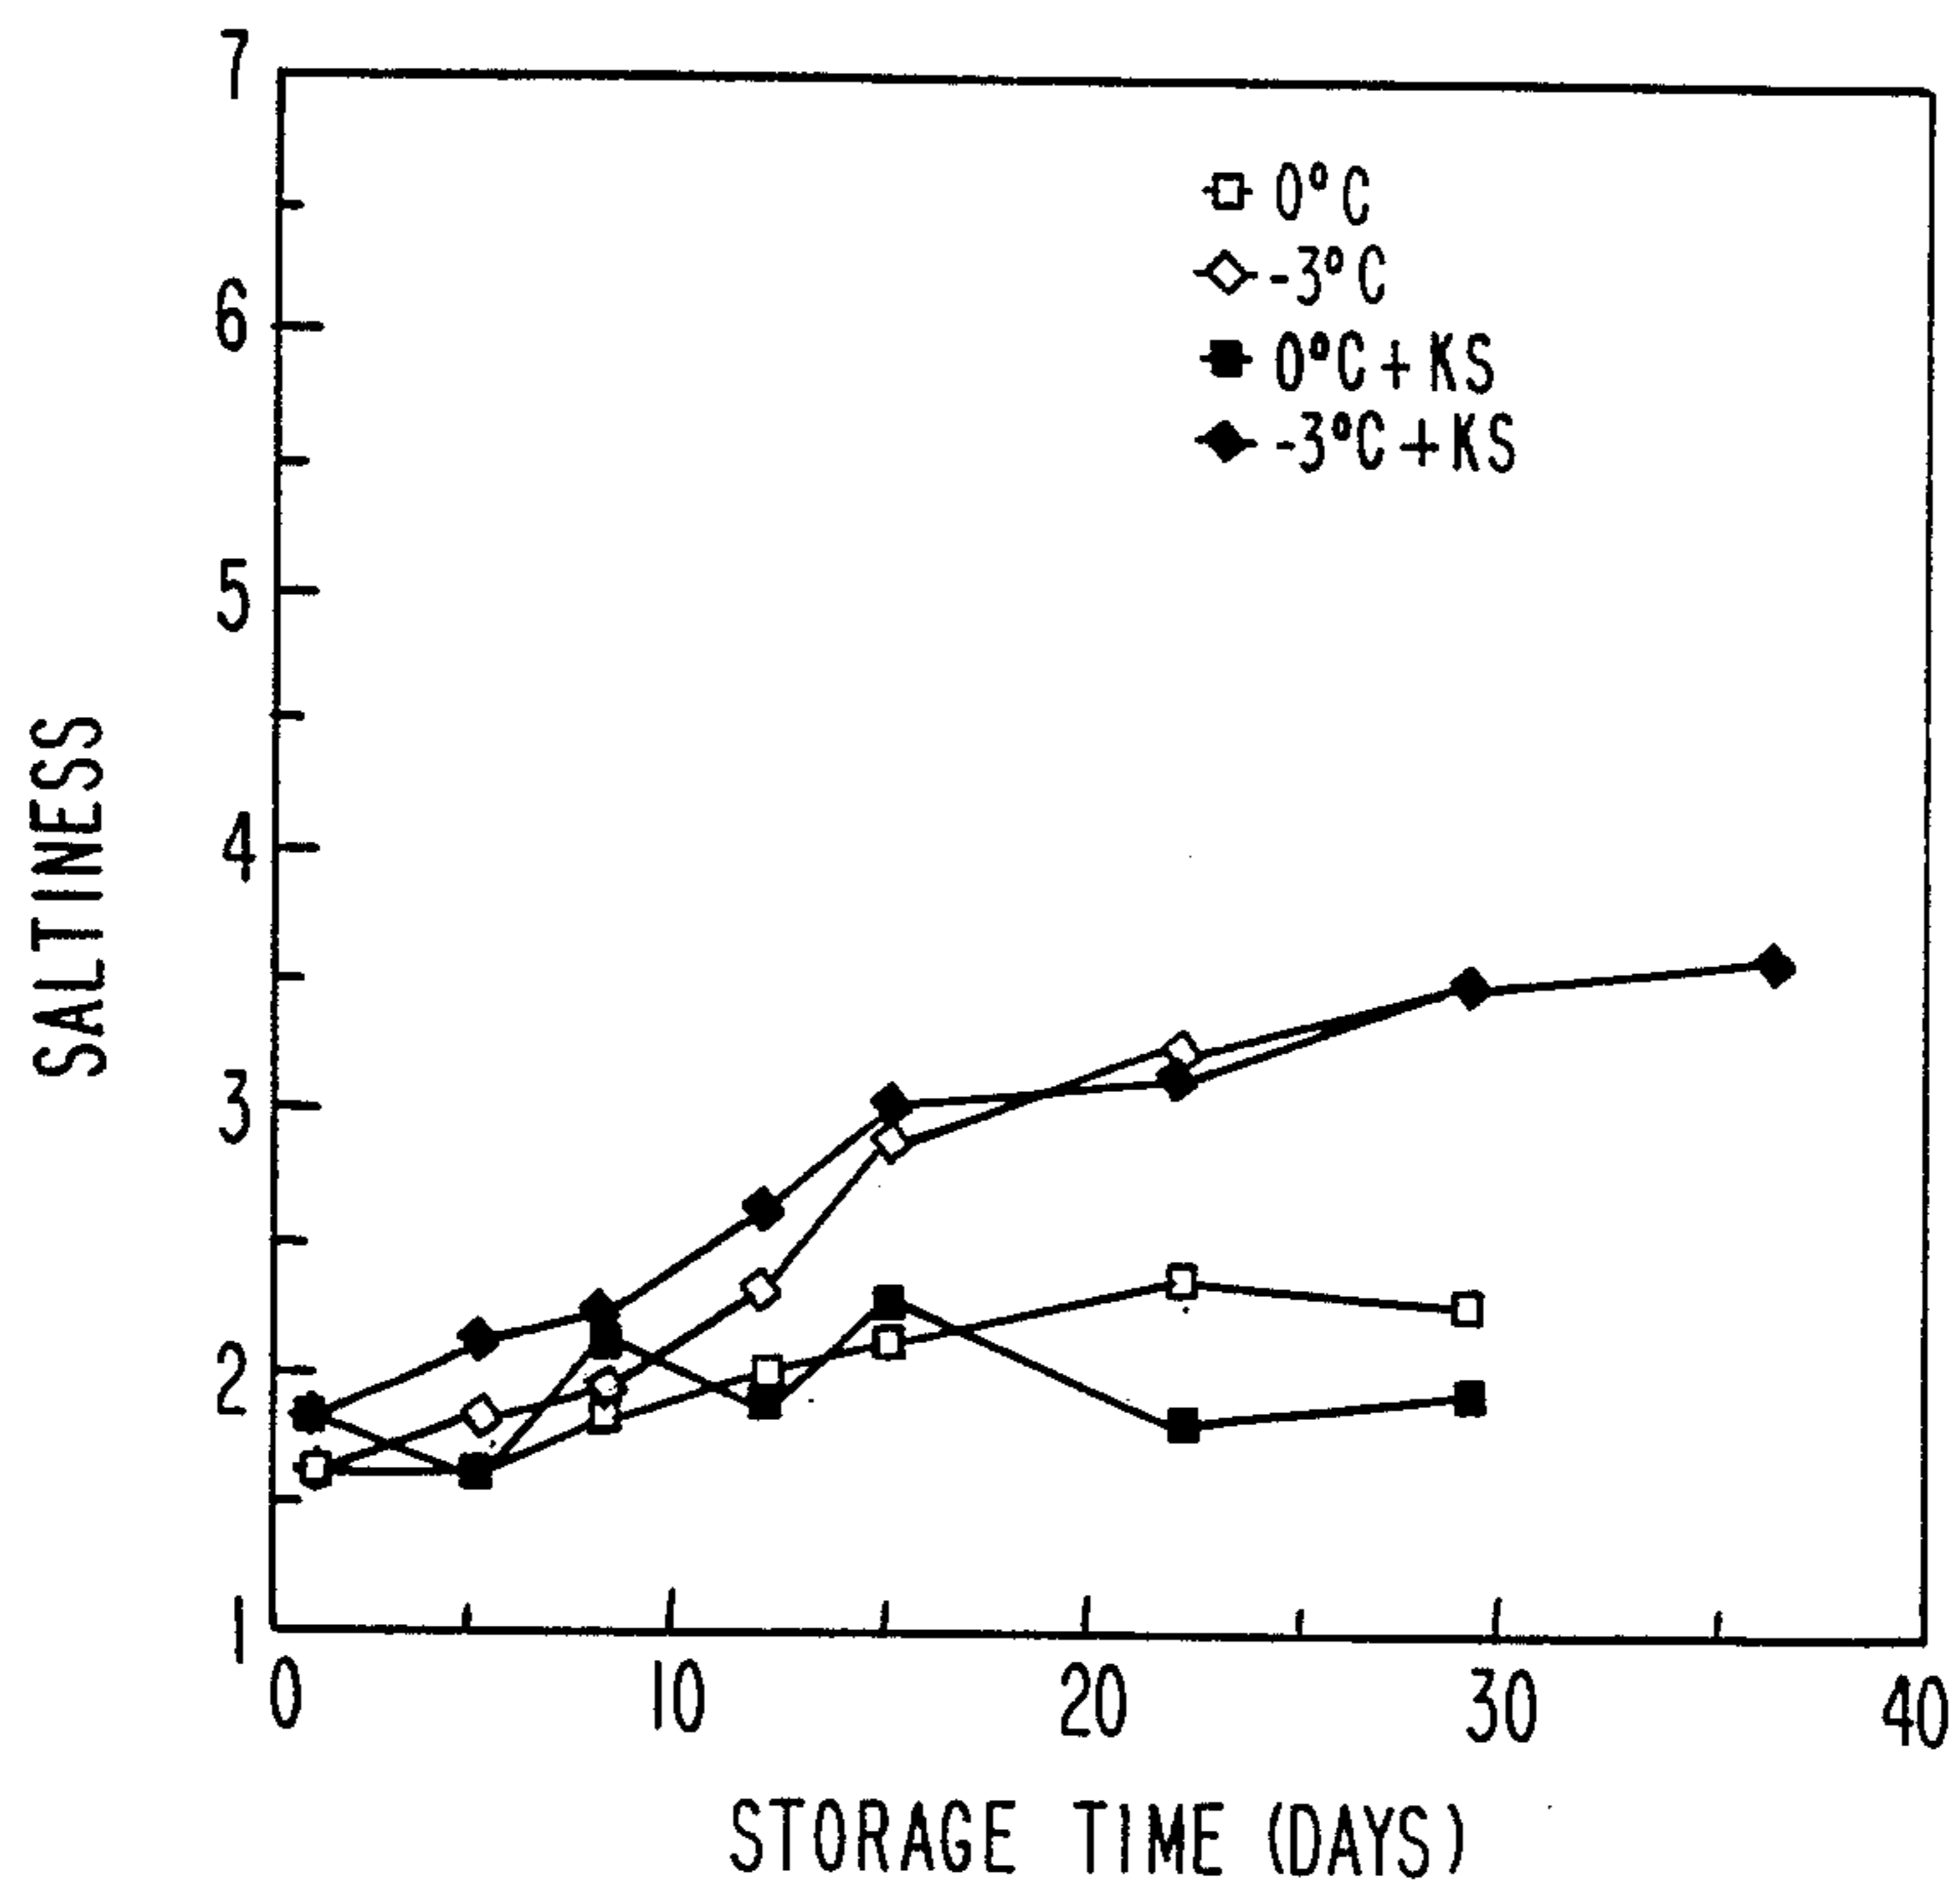 7
6
5
4
3
2
1
SALTINESS
0°C
-3°C
0°C+KS
-3°C+KS
0 10 20 30 40
STORAGE TIME (DAYS)